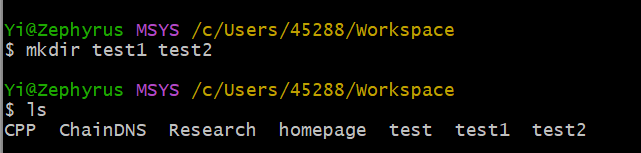 Yi@Zephyrus MSYS /c/Users/45288/Workspace
$ mkdir test1 test2
Yi@Zephyrus MSYS /c/Users/45288/Workspace
$ ls
CPP  ChainDNS  Research  homepage  test  test1  test2